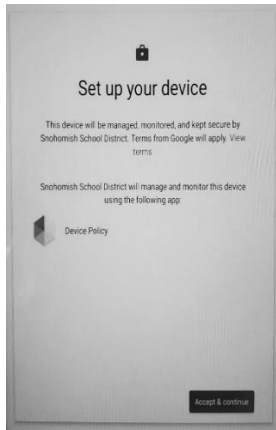 Set up your device
This device will be managed, monitored, and kept secure by
Snohomish School District. Terms from Google will apply. View
terms
Snohomish School District will manage and monitor this device
using the following app:
Device Policy
Accept & continue